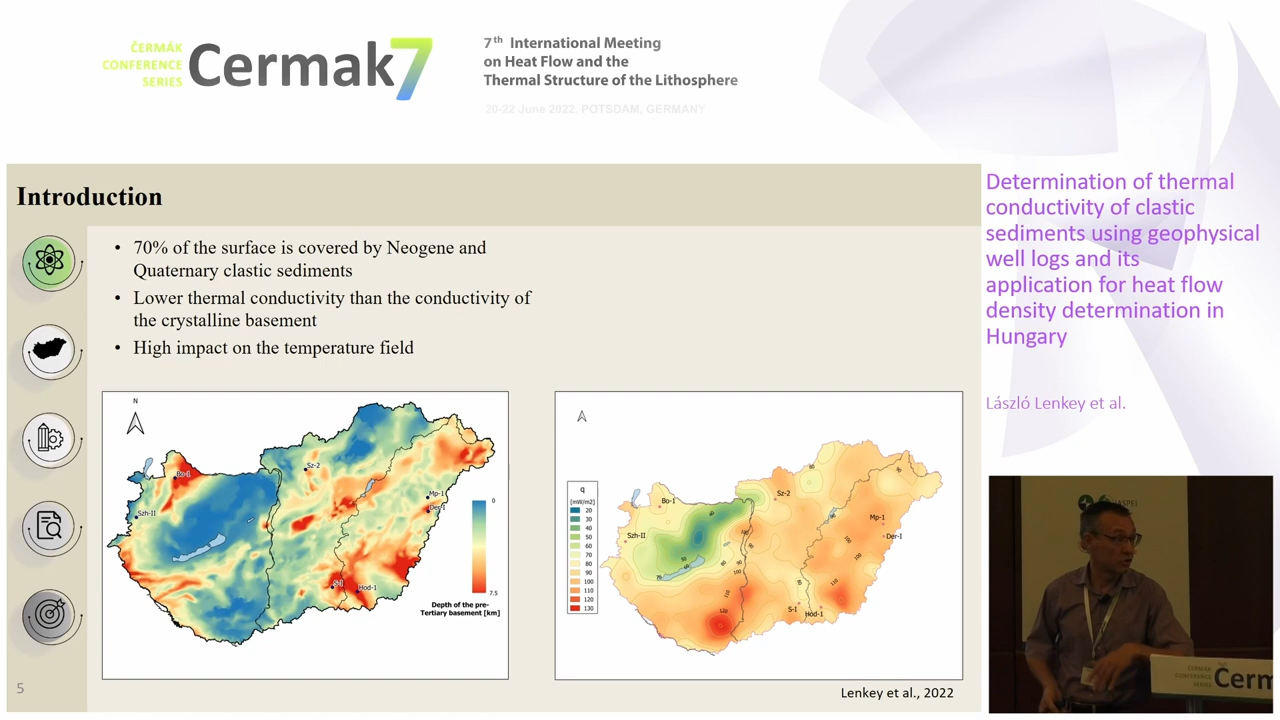 ČERMÁK
CONFERENCE
SERIES
Cermak7
7th International Meeting
on Heat Flow and the
Thermal Structure of the Lithosphere
20-22 June 2022, POTSDAM, GERMANY
Introduction
• 70% of the surface is covered by Neogene and
Quaternary clastic sediments
• Lower thermal conductivity than the conductivity of
the crystalline basement
• High impact on the temperature field
N
Bo-1
Sz-2
Szh-II
Mp-1
Der-I
S-I
Hod-1
0
7.5
Depth of the pre-
Tertiary basement [km]
q
[mW/m2]
20
30
40
50
60
70
80
90
100
110
120
130
Bo-1
Sz-2
Szh-II
Mp-1
Der-I
S-I
Hod-1
Lenkey et al., 2022
5
Determination of thermal
conductivity of clastic
sediments using geophysical
well logs and its
application for heat flow
density determination in
Hungary
László Lenkey et al.
IASPEI
ČERMÁK
CONFERENCE
SERIES
Čerm